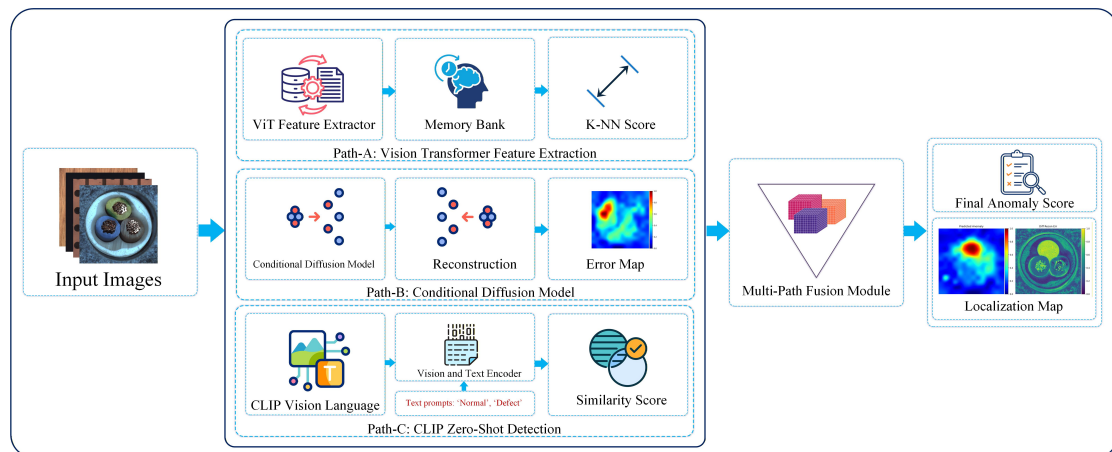 Input Images
ViT Feature Extractor
Memory Bank
K-NN Score
Path-A: Vision Transformer Feature Extraction
Conditional Diffusion Model
Reconstruction
Error Map
Path-B: Conditional Diffusion Model
CLIP Vision Language
Vision and Text Encoder
Text prompts: ‘Normal’, ‘Defect’
Similarity Score
Path-C: CLIP Zero-Shot Detection
Multi-Path Fusion Module
Final Anomaly Score
Localization Map